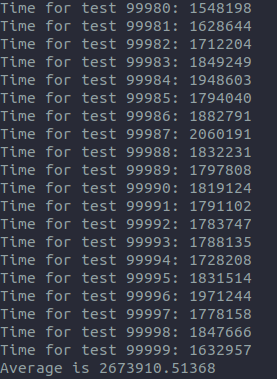 Time for test 99980: 1548198
Time for test 99981: 1628644
Time for test 99982: 1712204
Time for test 99983: 1849249
Time for test 99984: 1948603
Time for test 99985: 1794040
Time for test 99986: 1882791
Time for test 99987: 2060191
Time for test 99988: 1832231
Time for test 99989: 1797808
Time for test 99990: 1819124
Time for test 99991: 1791102
Time for test 99992: 1783747
Time for test 99993: 1788135
Time for test 99994: 1728208
Time for test 99995: 1831514
Time for test 99996: 1971244
Time for test 99997: 1778158
Time for test 99998: 1847666
Time for test 99999: 1632957
Average is 2673910.51368